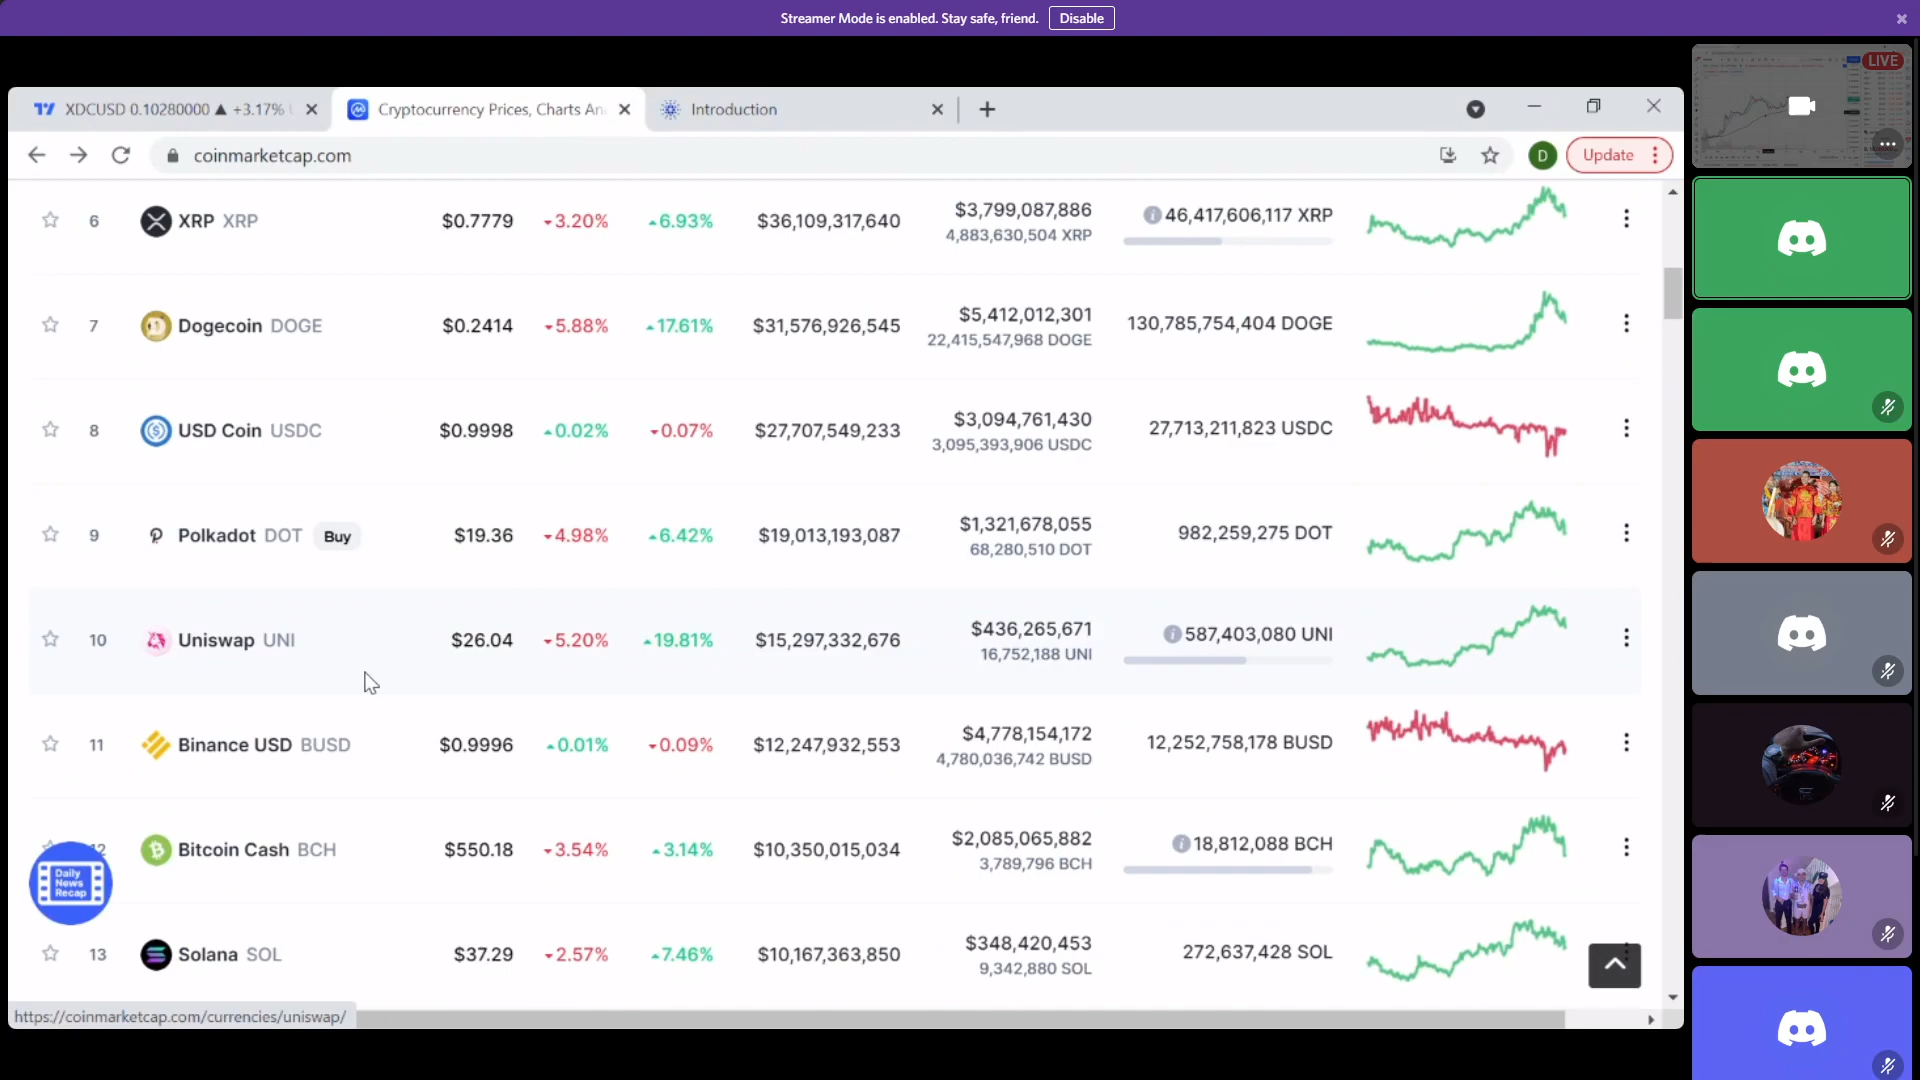 Streamer Mode is enabled. Stay safe, friend. Disable
LIVE
XDCUSD 0.10280000 ▲ +3.17%
Cryptocurrency Prices, Charts An
Introduction
coinmarketcap.com
D
Update
6 XRP XRP $0.7779 3.20% 6.93% $36,109,317,640 $3,799,087,886 46,417,606,117 XRP
4,883,630,504 XRP
7 Dogecoin DOGE $0.2414 5.88% 17.61% $31,576,926,545 $5,412,012,301 130,785,754,404 DOGE
22,415,547,968 DOGE
8 USD Coin USDC $0.9998 0.02% 0.07% $27,707,549,233 $3,094,761,430 27,713,211,823 USDC
3,095,393,906 USDC
9 Polkadot DOT Buy $19.36 4.98% 6.42% $19,013,193,087 $1,321,678,055 982,259,275 DOT
68,280,510 DOT
10 Uniswap UNI $26.04 5.20% 19.81% $15,297,332,676 $436,265,671 587,403,080 UNI
16,752,188 UNI
11 Binance USD BUSD $0.9996 0.01% 0.09% $12,247,932,553 $4,778,154,172 12,252,758,178 BUSD
4,780,036,742 BUSD
12 Bitcoin Cash BCH $550.18 3.54% 3.14% $10,350,015,034 $2,085,065,882 18,812,088 BCH
3,789,796 BCH
Daily
News
Recap
13 Solana SOL $37.29 2.57% 7.46% $10,167,363,850 $348,420,453 272,637,428 SOL
9,342,880 SOL
https://coinmarketcap.com/currencies/uniswap/